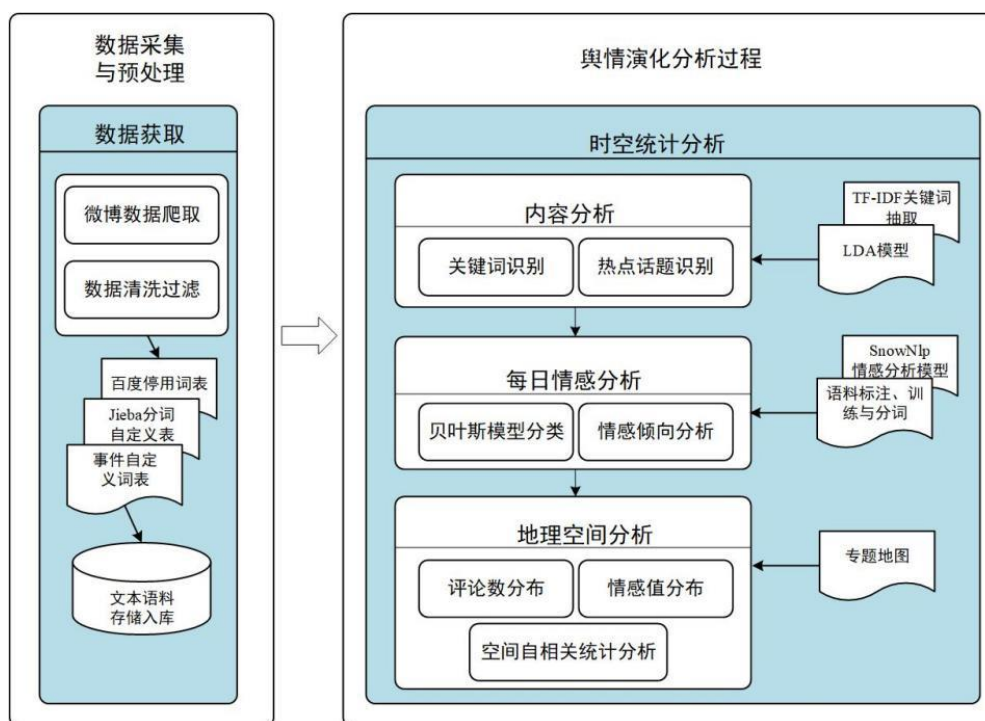 数据采集
与预处理
数据获取
微博数据爬取
数据清洗过滤
百度停用词表
Jieba分词
自定义表
事件自定
义词表
文本语料
存储入库
舆情演化分析过程
时空统计分析
内容分析
关键词识别
热点话题识别
TF-IDF关键词
抽取
LDA模型
每日情感分析
贝叶斯模型分类
情感倾向分析
SnowNlp
情感分析模型
语料标注、训
练与分词
地理空间分析
评论数分布
情感值分布
空间自相关统计分析
专题地图